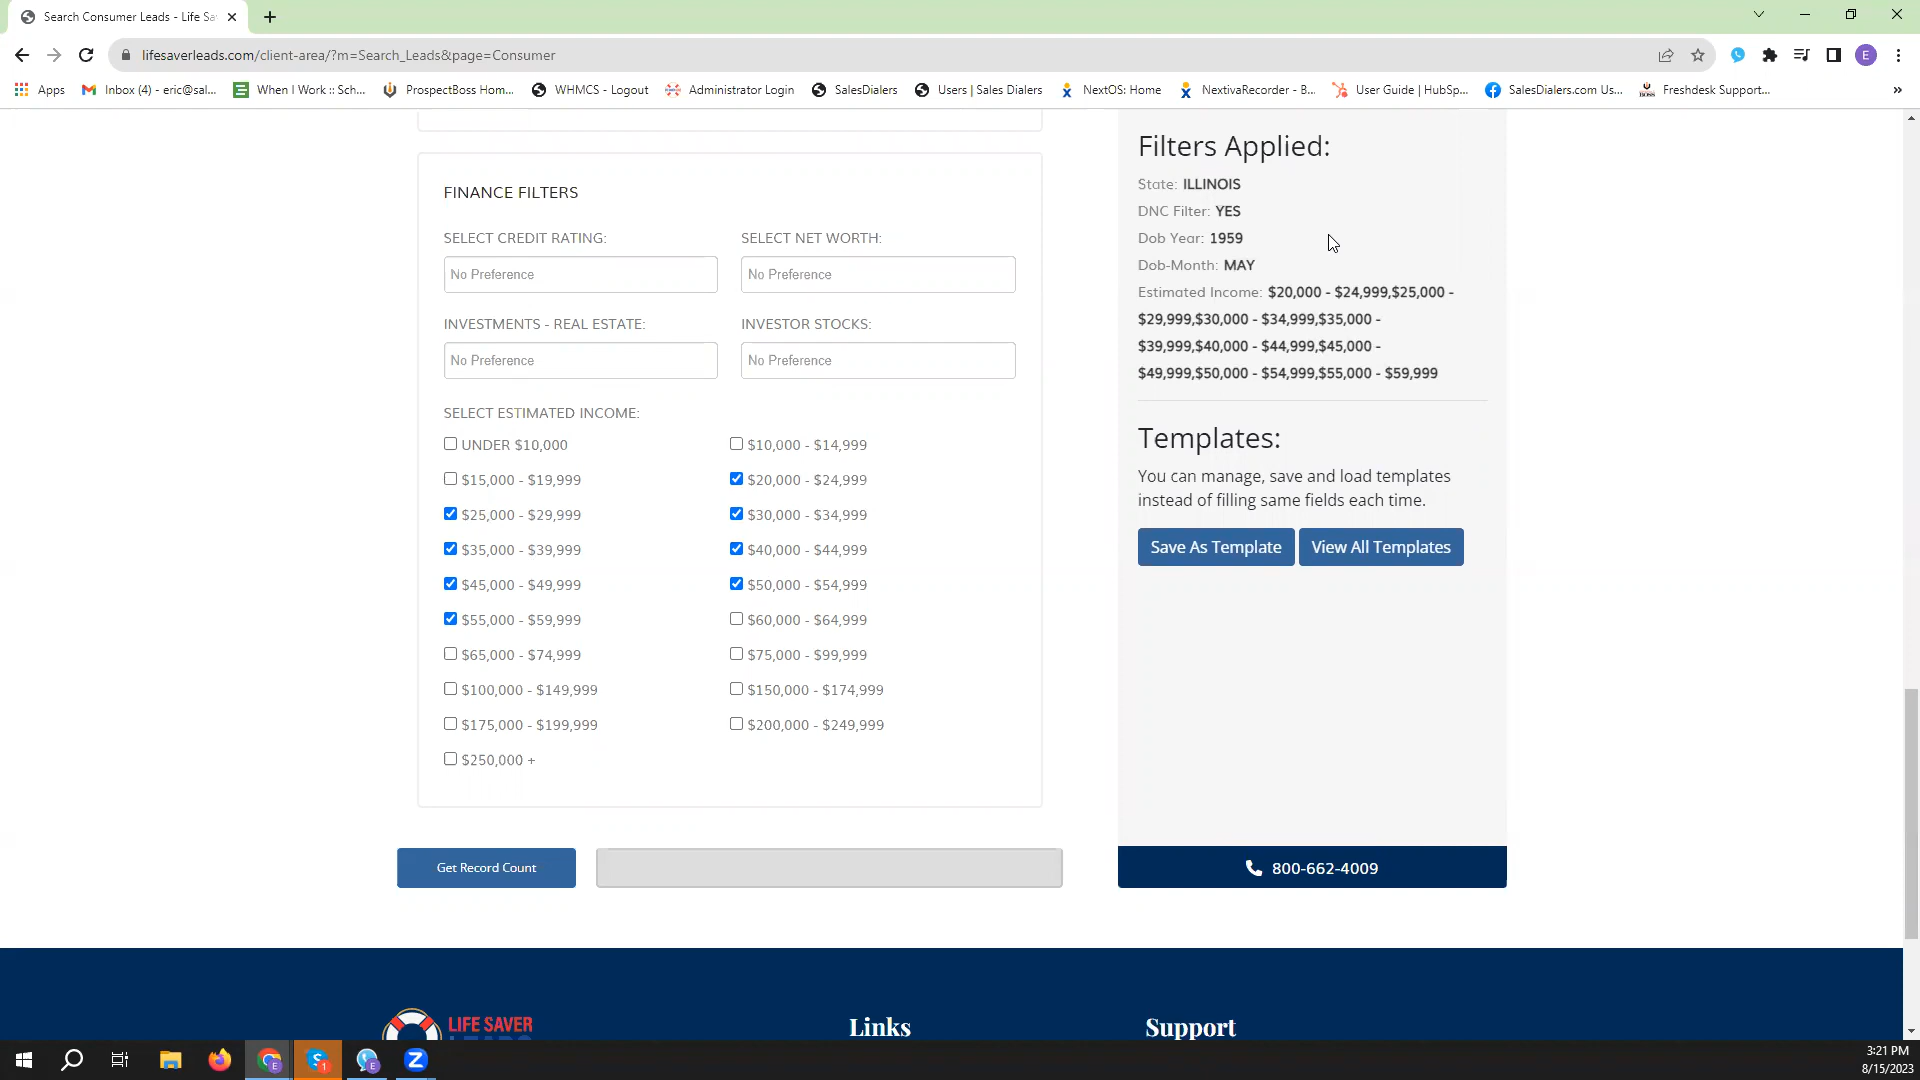 Search Consumer Leads - Life Sa
lifesaverleads.com/client-area/?m=Search_Leads&page=Consumer
E
Apps
Inbox (4) - eric@sal...
When I Work :: Sch...
ProspectBoss Hom...
WHMCS - Logout
Administrator Login
SalesDialers
Users | Sales Dialers
NextOS: Home
NextivaRecorder - B...
User Guide | HubSp...
SalesDialers.com Us...
Freshdesk Support...
»
FINANCE FILTERS
SELECT CREDIT RATING:
SELECT NET WORTH:
No Preference
No Preference
INVESTMENTS - REAL ESTATE:
INVESTOR STOCKS:
No Preference
No Preference
SELECT ESTIMATED INCOME:
UNDER $10,000
$10,000 - $14,999
$15,000 - $19,999
$20,000 - $24,999
$25,000 - $29,999
$30,000 - $34,999
$35,000 - $39,999
$40,000 - $44,999
$45,000 - $49,999
$50,000 - $54,999
$55,000 - $59,999
$60,000 - $64,999
$65,000 - $74,999
$75,000 - $99,999
$100,000 - $149,999
$150,000 - $174,999
$175,000 - $199,999
$200,000 - $249,999
$250,000 +
Get Record Count
Filters Applied:
State: ILLINOIS
DNC Filter: YES
Dob Year: 1959
Dob-Month: MAY
Estimated Income: $20,000 - $24,999,$25,000 -
$29,999,$30,000 - $34,999,$35,000 -
$39,999,$40,000 - $44,999,$45,000 -
$49,999,$50,000 - $54,999,$55,000 - $59,999
Templates:
You can manage, save and load templates
instead of filling same fields each time.
Save As Template
View All Templates
800-662-4009
LIFE SAVER
LEADS
Links
Support
3:21 PM
8/15/2023